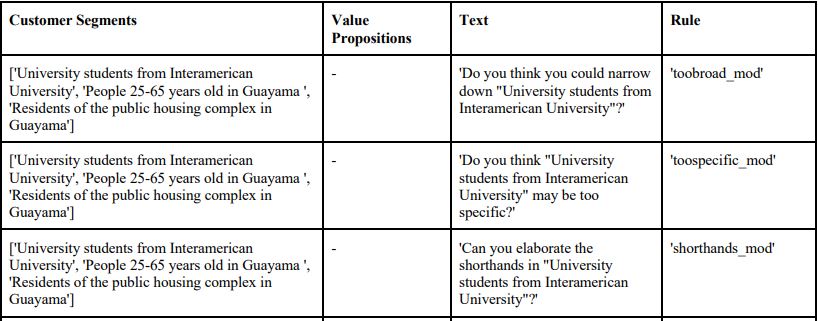 Customer Segments
Value
Propositions
Text
Rule
['University students from Interamerican
University', 'People 25-65 years old in Guayama ',
'Residents of the public housing complex in
Guayama']
-
'Do you think you could narrow
down "University students from
Interamerican University"?'
'toobroad_mod'
['University students from Interamerican
University', 'People 25-65 years old in Guayama ',
'Residents of the public housing complex in
Guayama']
-
'Do you think "University
students from Interamerican
University" may be too
specific?'
'toospecific_mod'
['University students from Interamerican
University', 'People 25-65 years old in Guayama ',
'Residents of the public housing complex in
Guayama']
-
'Can you elaborate the
shorthands in "University
students from Interamerican
University"?'
'shorthands_mod'